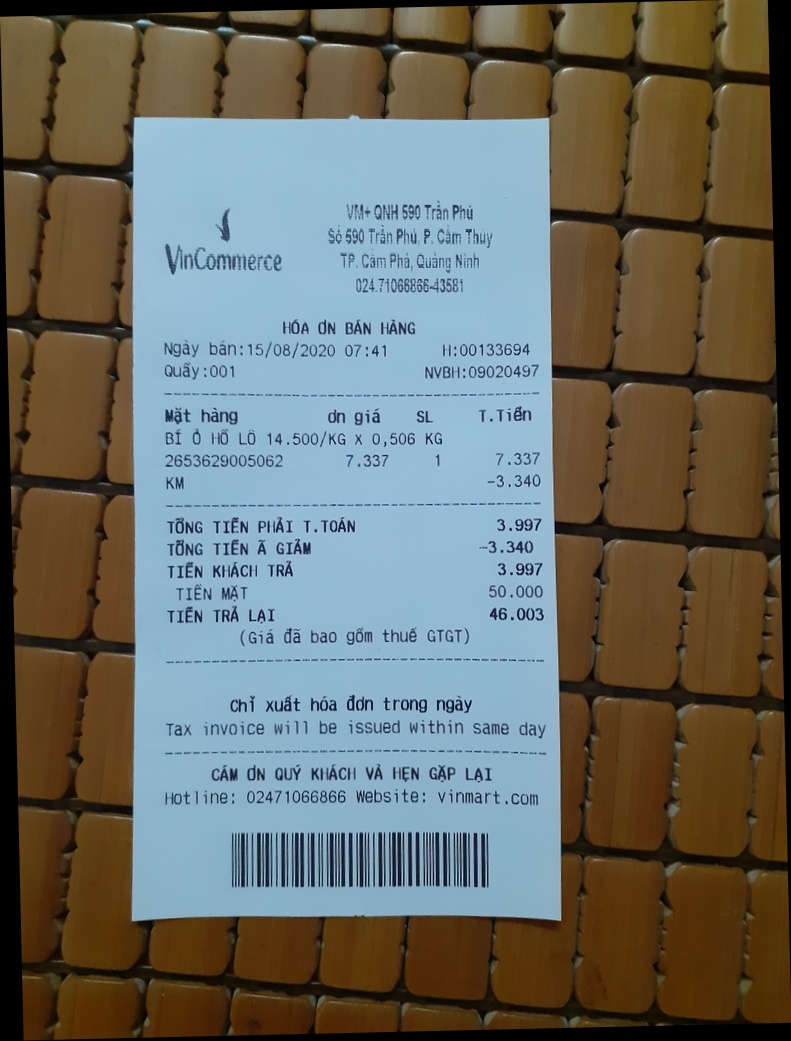 VinCommerce
VM+ QNH 590 Trần Phú
Số 590 Trần Phú, P. Cẩm Thủy
TP. Cẩm Phả, Quảng Ninh
024.71066866-43581
HÓA ƠN BÁN HÀNG
Ngày bán:15/08/2020 07:41 H:00133694
Quầy:001 NVBH:09020497
Mặt hàng ơn giá SL T.Tiền
BÍ Ò HỒ LÔ 14.500/KG X 0,506 KG
2653629005062 7.337 1 7.337
KM -3.340
TỔNG TIỀN PHẢI T.TOÁN 3.997
TỔNG TIỀN Ã GIẢM -3.340
TIỀN KHÁCH TRẢ 3.997
TIỀN MẶT 50.000
TIỀN TRẢ LẠI 46.003
(Giá đã bao gồm thuế GTGT)
Chỉ xuất hóa đơn trong ngày
Tax invoice will be issued within same day
CẢM ƠN QUÝ KHÁCH VÀ HẸN GẶP LẠI
Hotline: 02471066866 Website: vinmart.com